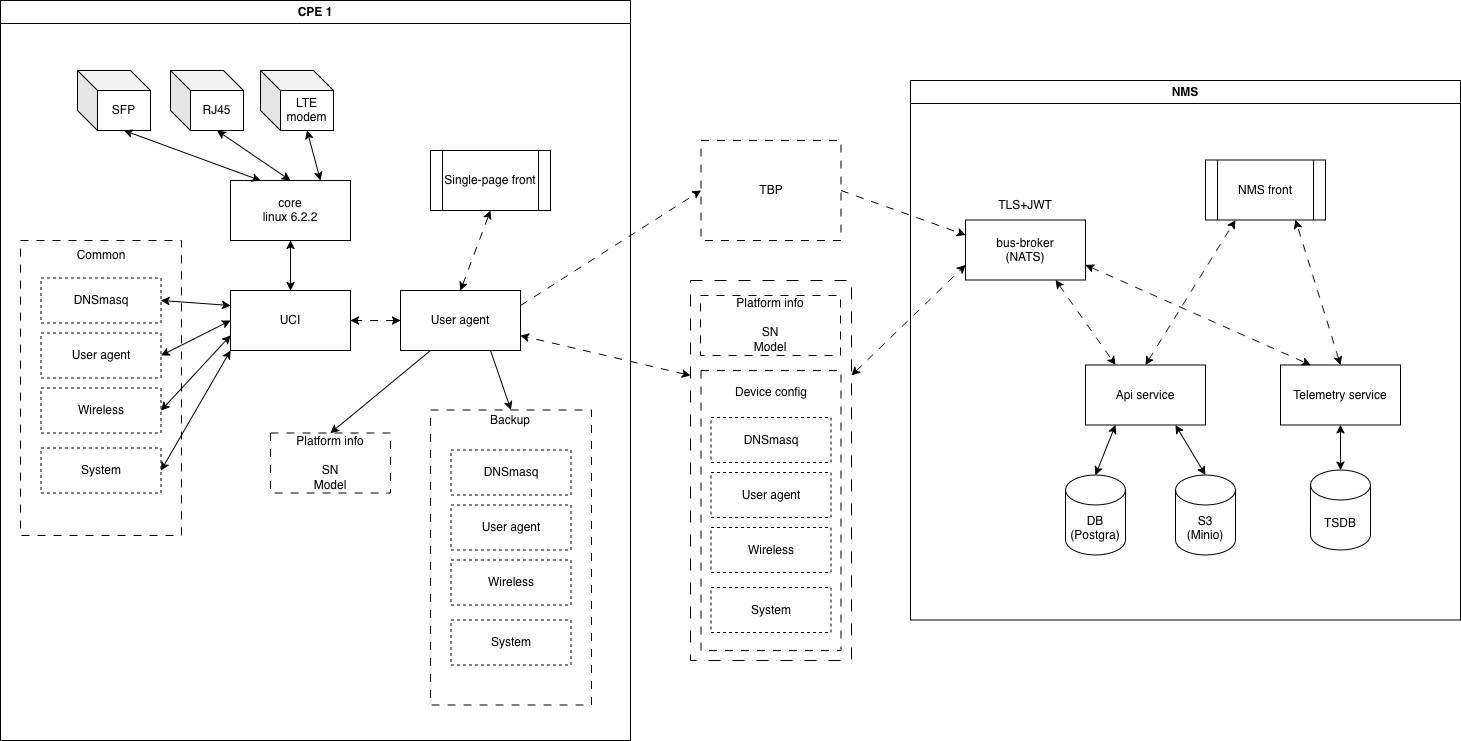 CPE 1
SFP
RJ45
LTE
modem
core
linux 6.2.2
Single-page front
Common
DNSmasq
User agent
Wireless
System
UCI
User agent
Platform info
SN
Model
Backup
DNSmasq
User agent
Wireless
System
TBP
Platform info
SN
Model
Device config
DNSmasq
User agent
Wireless
System
NMS
TLS+JWT
bus-broker
(NATS)
NMS front
Api service
Telemetry service
DB
(Postgra)
S3
(Minio)
TSDB